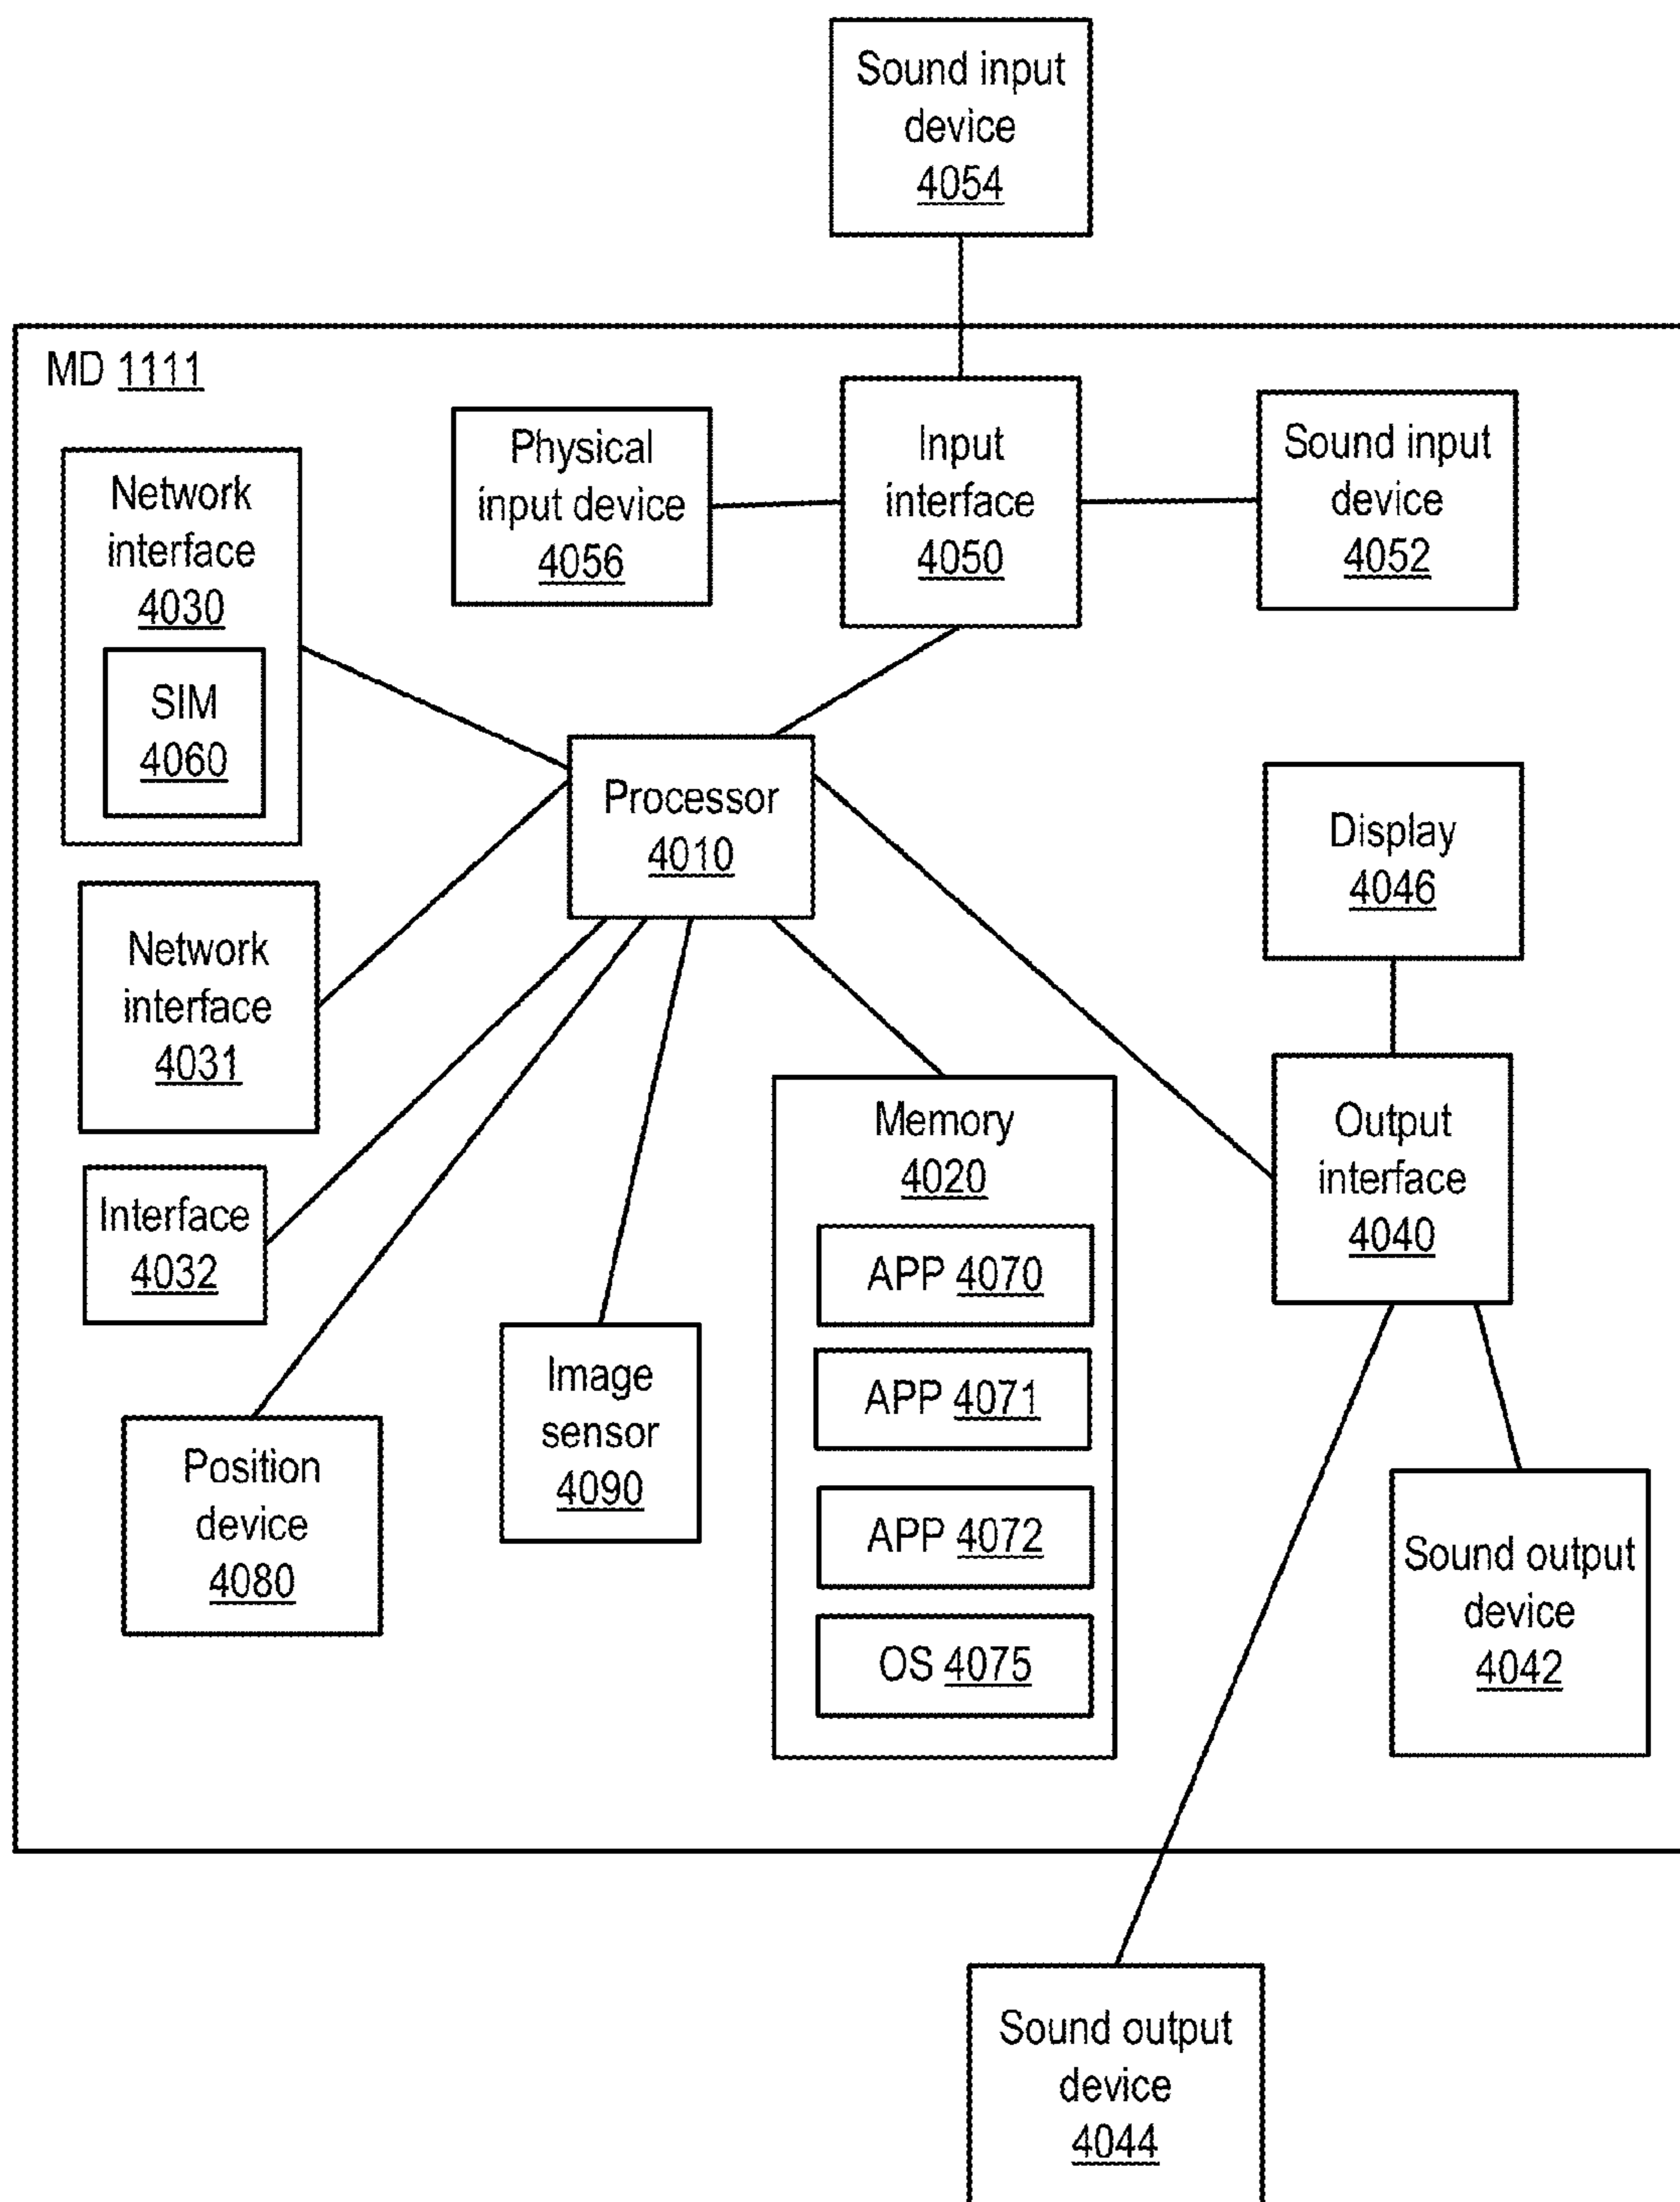 Sound input
device
4054
MD 1111
Network
interface
4030
SIM
4060
Physical
input device
4056
Input
interface
4050
Sound input
device
4052
Processor
4010
Display
4046
Network
interface
4031
Interface
4032
Position
device
4080
Image
sensor
4090
Memory
4020
APP 4070
APP 4071
APP 4072
OS 4075
Output
interface
4040
Sound output
device
4042
Sound output
device
4044